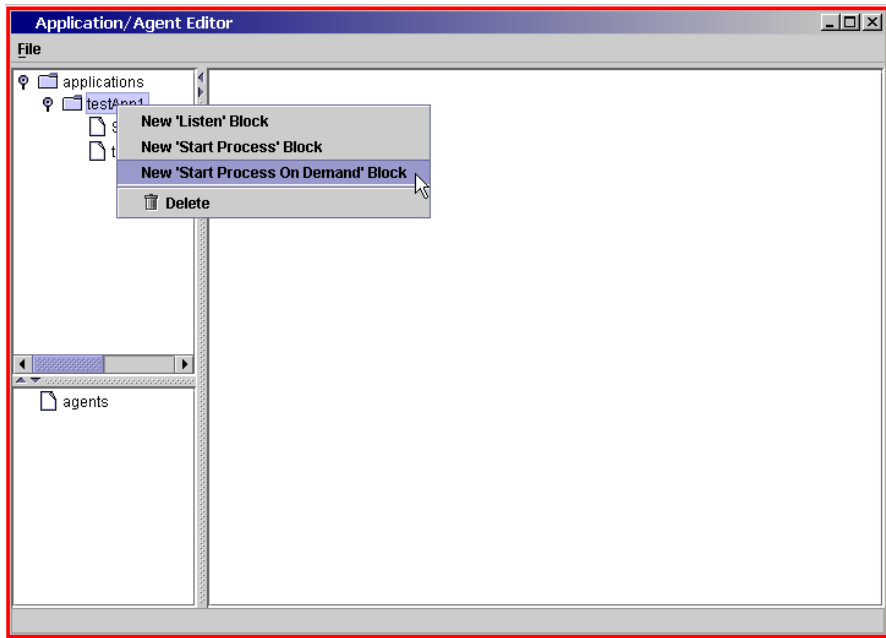 Application/Agent Editor
File
applications
testApp1
New 'Listen' Block
New 'Start Process' Block
New 'Start Process On Demand' Block
Delete
agents